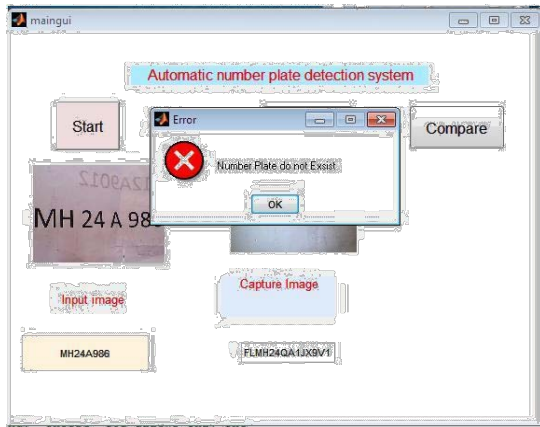 maingui
Automatic number plate detection system
Start
Error
Compare
Number Plate do not Exsist
OK
MH 24 A 98
Input image
Capture Image
MH24A986
FLMH24QA1JX9V1